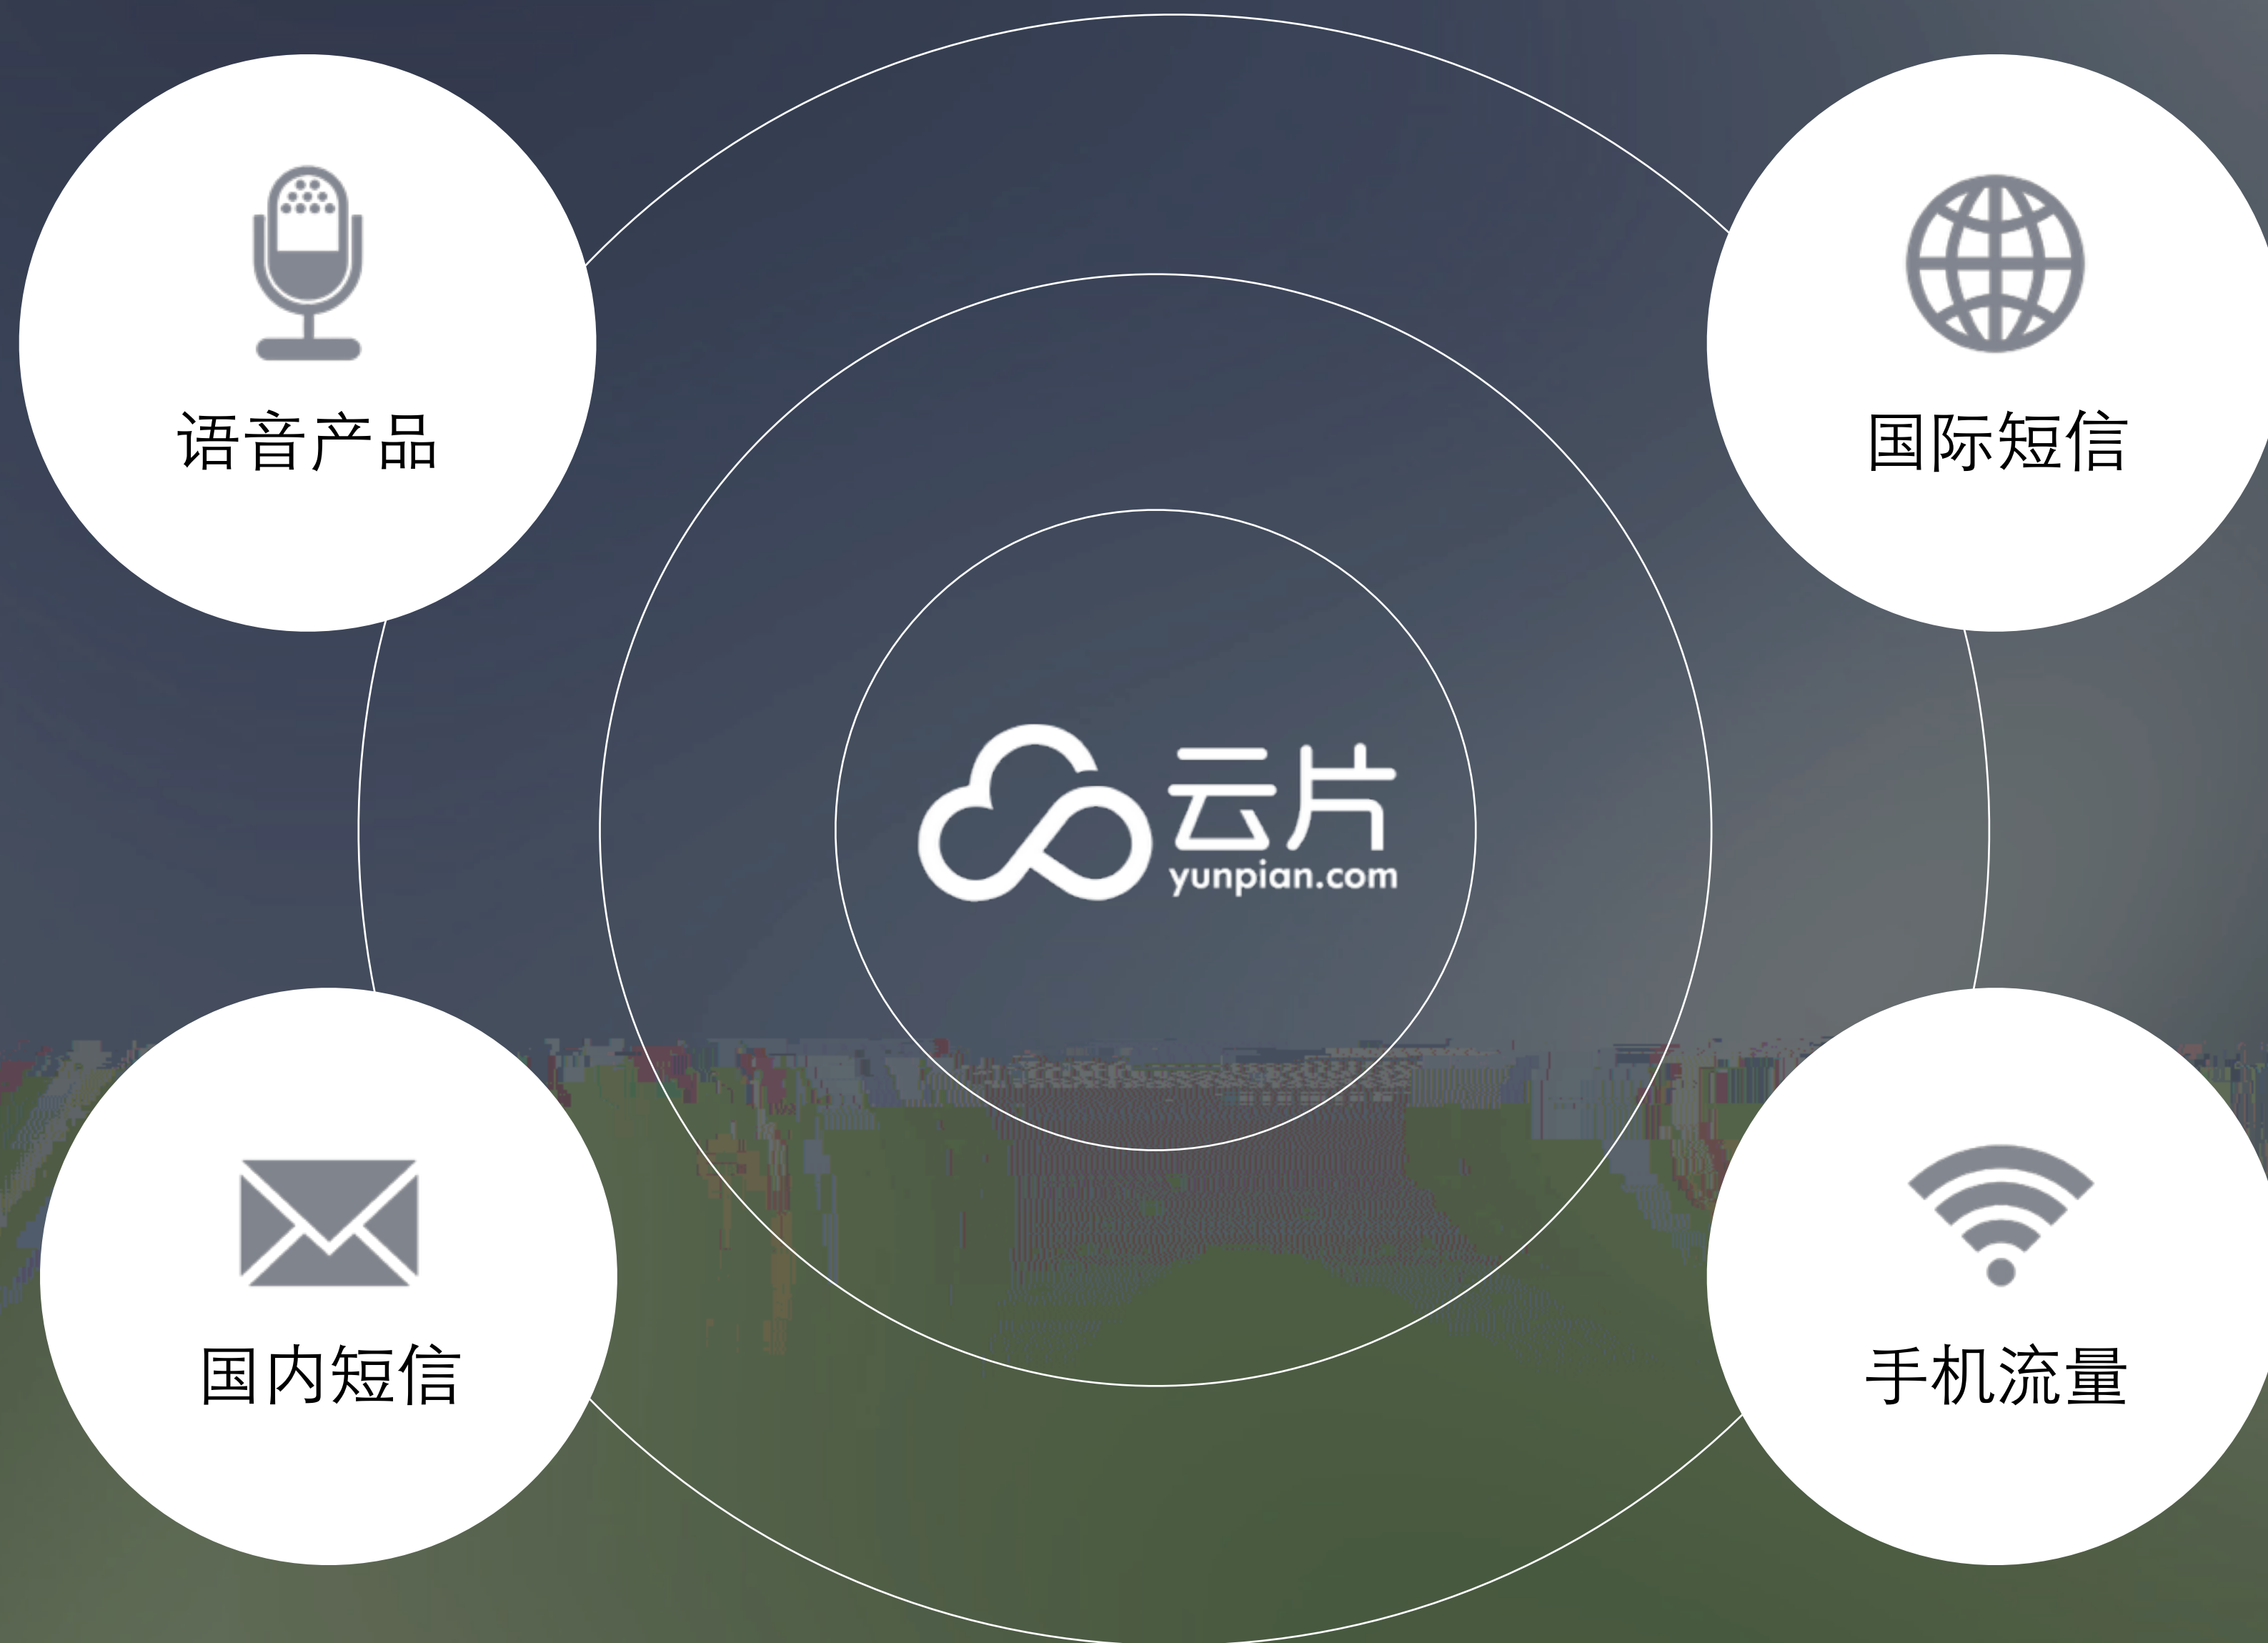 语音产品
国际短信
云片
yunpian.com
国内短信
手机流量